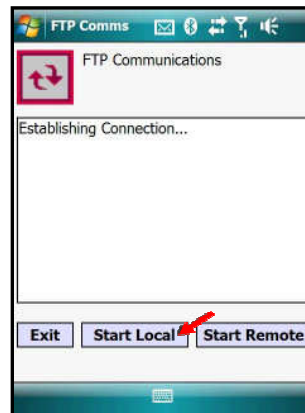 FTP Comms
FTP Communications
Establishing Connection...
Exit
Start Local
Start Remote